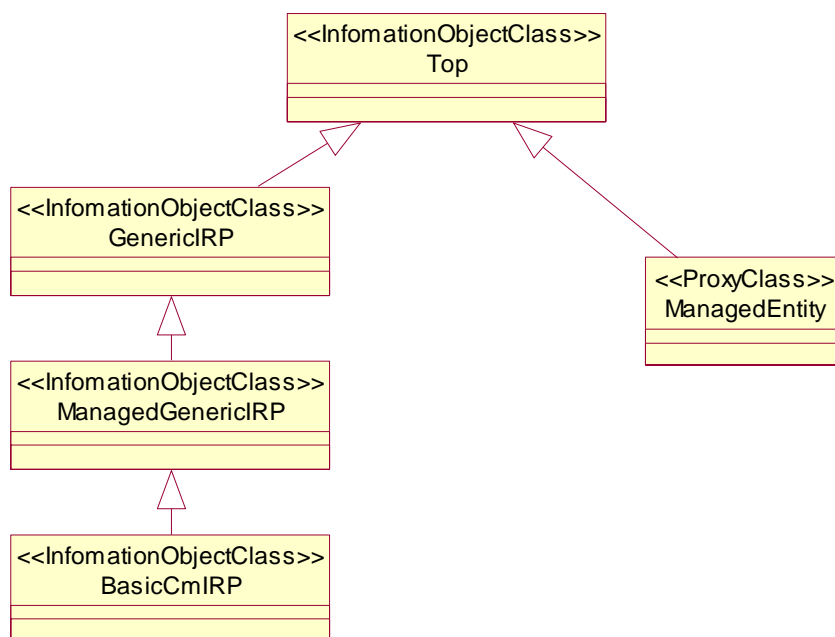 <<InfomationObjectClass>>
Top
<<InfomationObjectClass>>
GenericIRP
<<ProxyClass>>
ManagedEntity
<<InfomationObjectClass>>
ManagedGenericIRP
<<InfomationObjectClass>>
BasicCmIRP